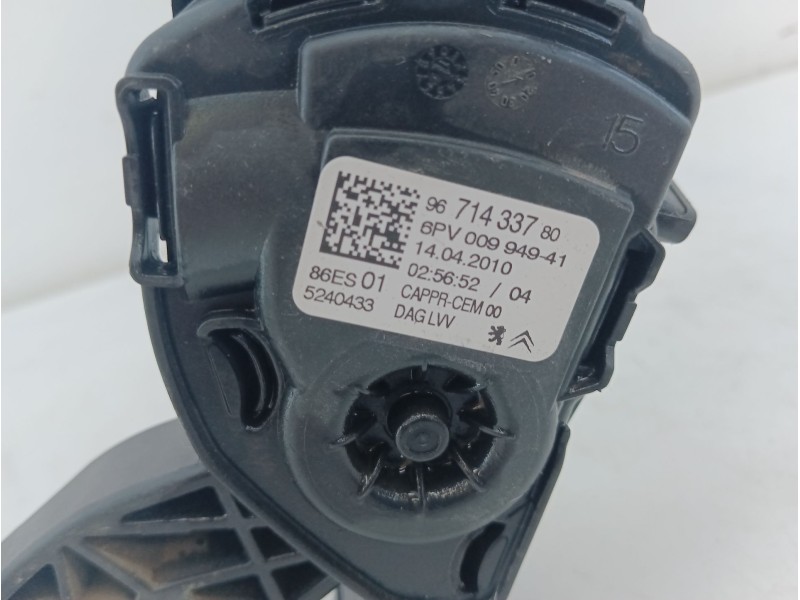 15
96 714 337 80
6PV 009 949-41
14.04.2010
02:56:52 / 04
86ES 01 CAPPR-CEM 00
5240433 DAG LVV